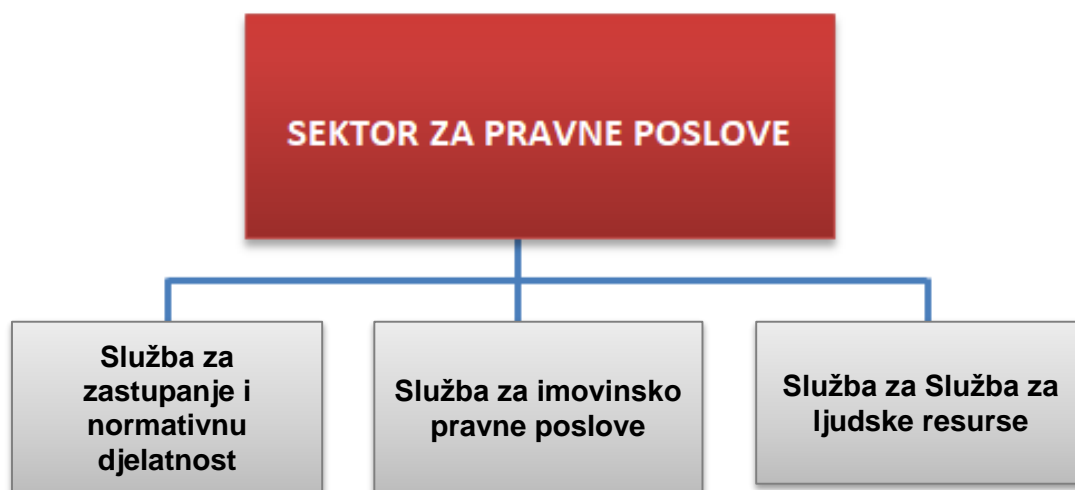 SEKTOR ZA PRAVNE POSLOVE
Služba za
zastupanje i
normativnu
djelatnost
Služba za imovinsko
pravne poslove
Služba za Služba za
ljudske resurse